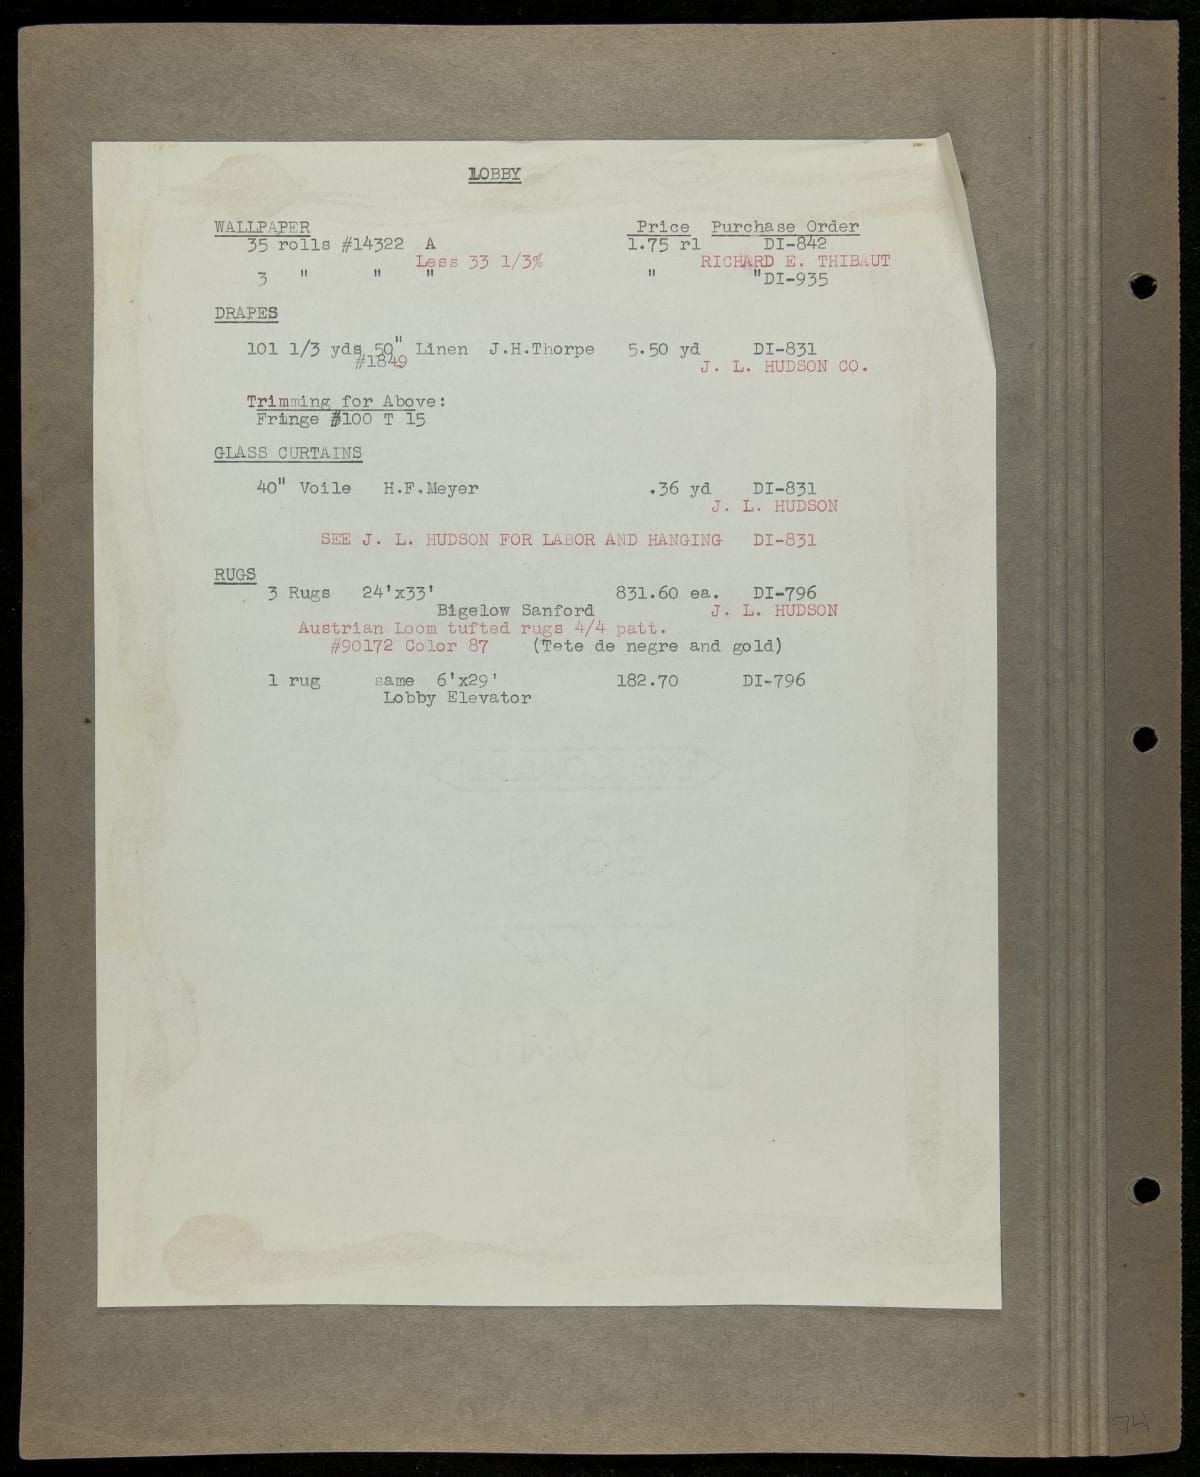 LOBBY
WALLPAPER Price Purchase Order
35 rolls #14322 A 1.75 rl DI-842
Less 33 1/3% RICHARD E. THIBAUT
3 " " " " "DI-935
DRAPES
101 1/3 yds 50" Linen J.H.Thorpe 5.50 yd DI-831
#1849 J. L. HUDSON CO.
Trimming for Above:
Fringe #100 T 15
GLASS CURTAINS
40" Voile H.F.Meyer .36 yd DI-831
J. L. HUDSON
SEE J. L. HUDSON FOR LABOR AND HANGING DI-831
RUGS
3 Rugs 24'x33' 831.60 ea. DI-796
Bigelow Sanford J. L. HUDSON
Austrian Loom tufted rugs 4/4 patt.
#90172 Color 87 (Tete de negre and gold)
1 rug same 6'x29' 182.70 DI-796
Lobby Elevator